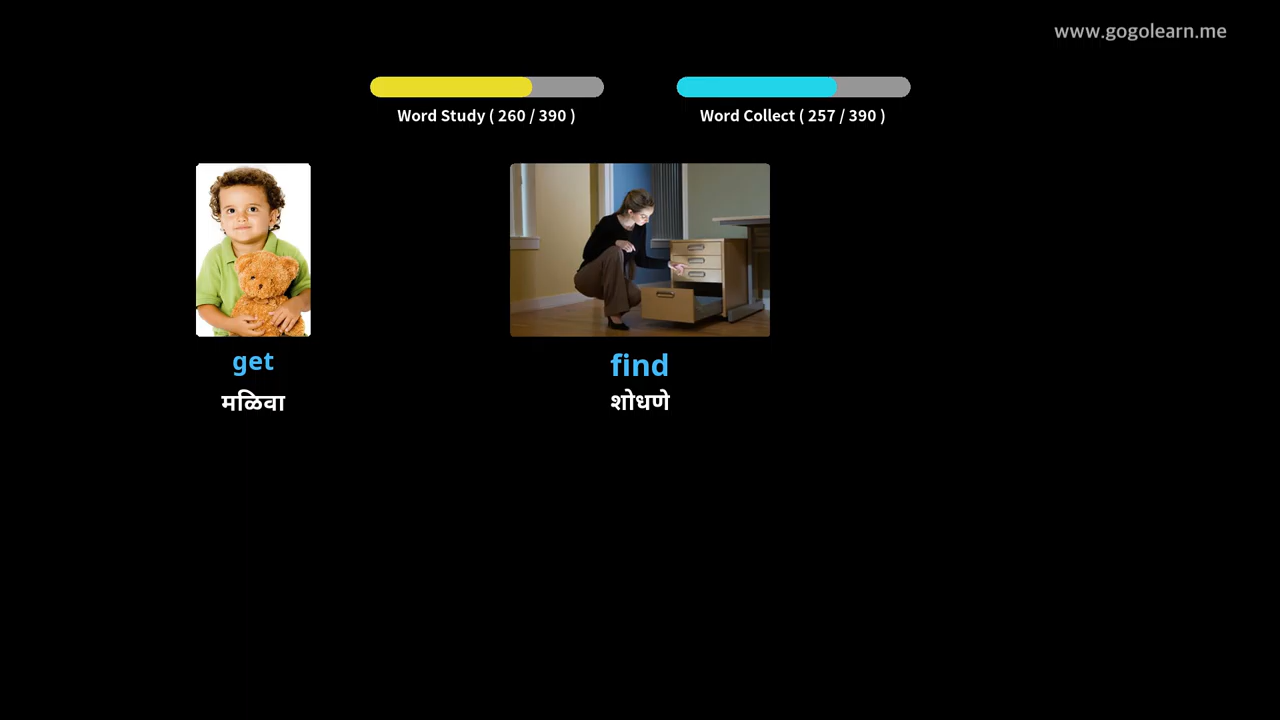 www.gogolearn.me
Word Study ( 260 / 390 )
Word Collect ( 257 / 390 )
get
find
मळिवा
शोधणे